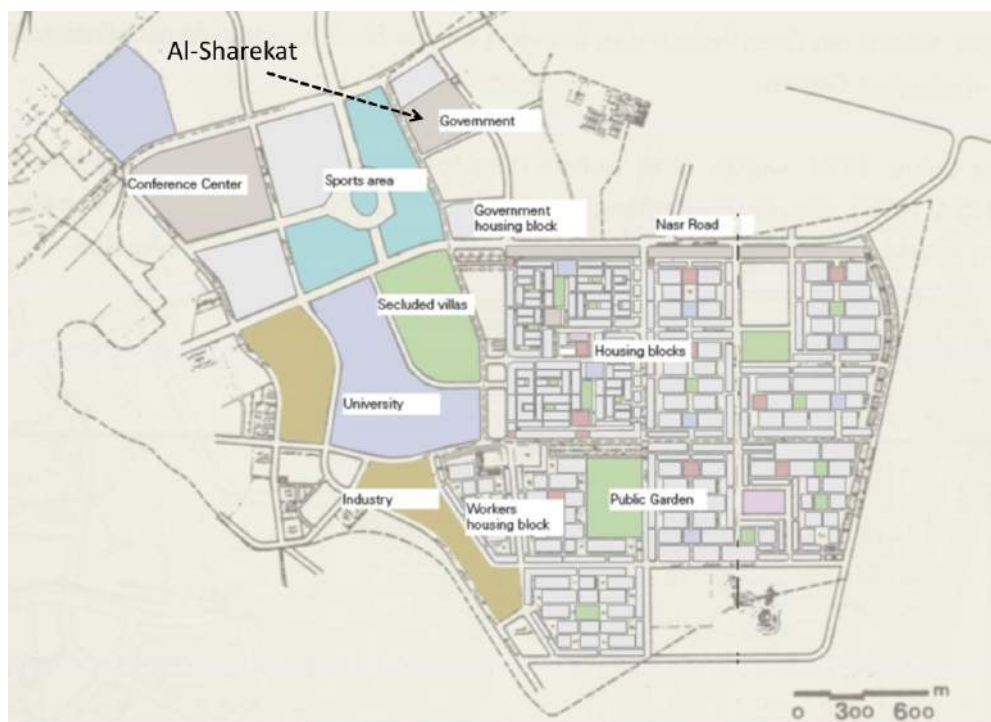 Al-Sharekat
Government
Conference Center
Sports area
Government
housing block
Nasr Road
Secluded villas
Housing blocks
University
Industry
Workers
housing block
Public Garden
m
0 300 600